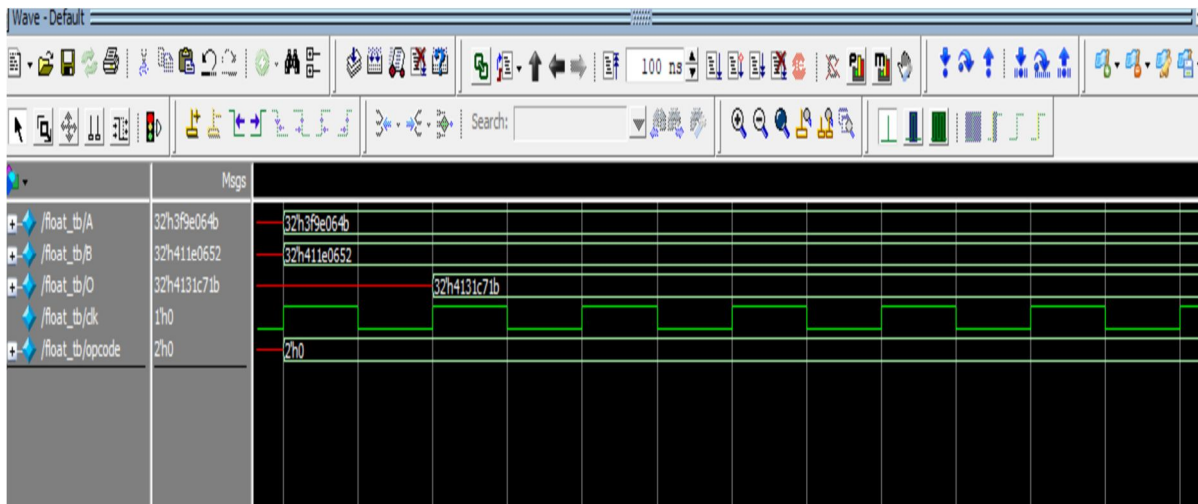 Wave - Default
100 ns
Search:
Msgs
/float_tb/A 32'h3f9e064b 32'h3f9e064b
/float_tb/B 32'h411e0652 32'h411e0652
/float_tb/O 32'h4131c71b 32'h4131c71b
/float_tb/clk 1'h0
/float_tb/opcode 2'h0 2'h0